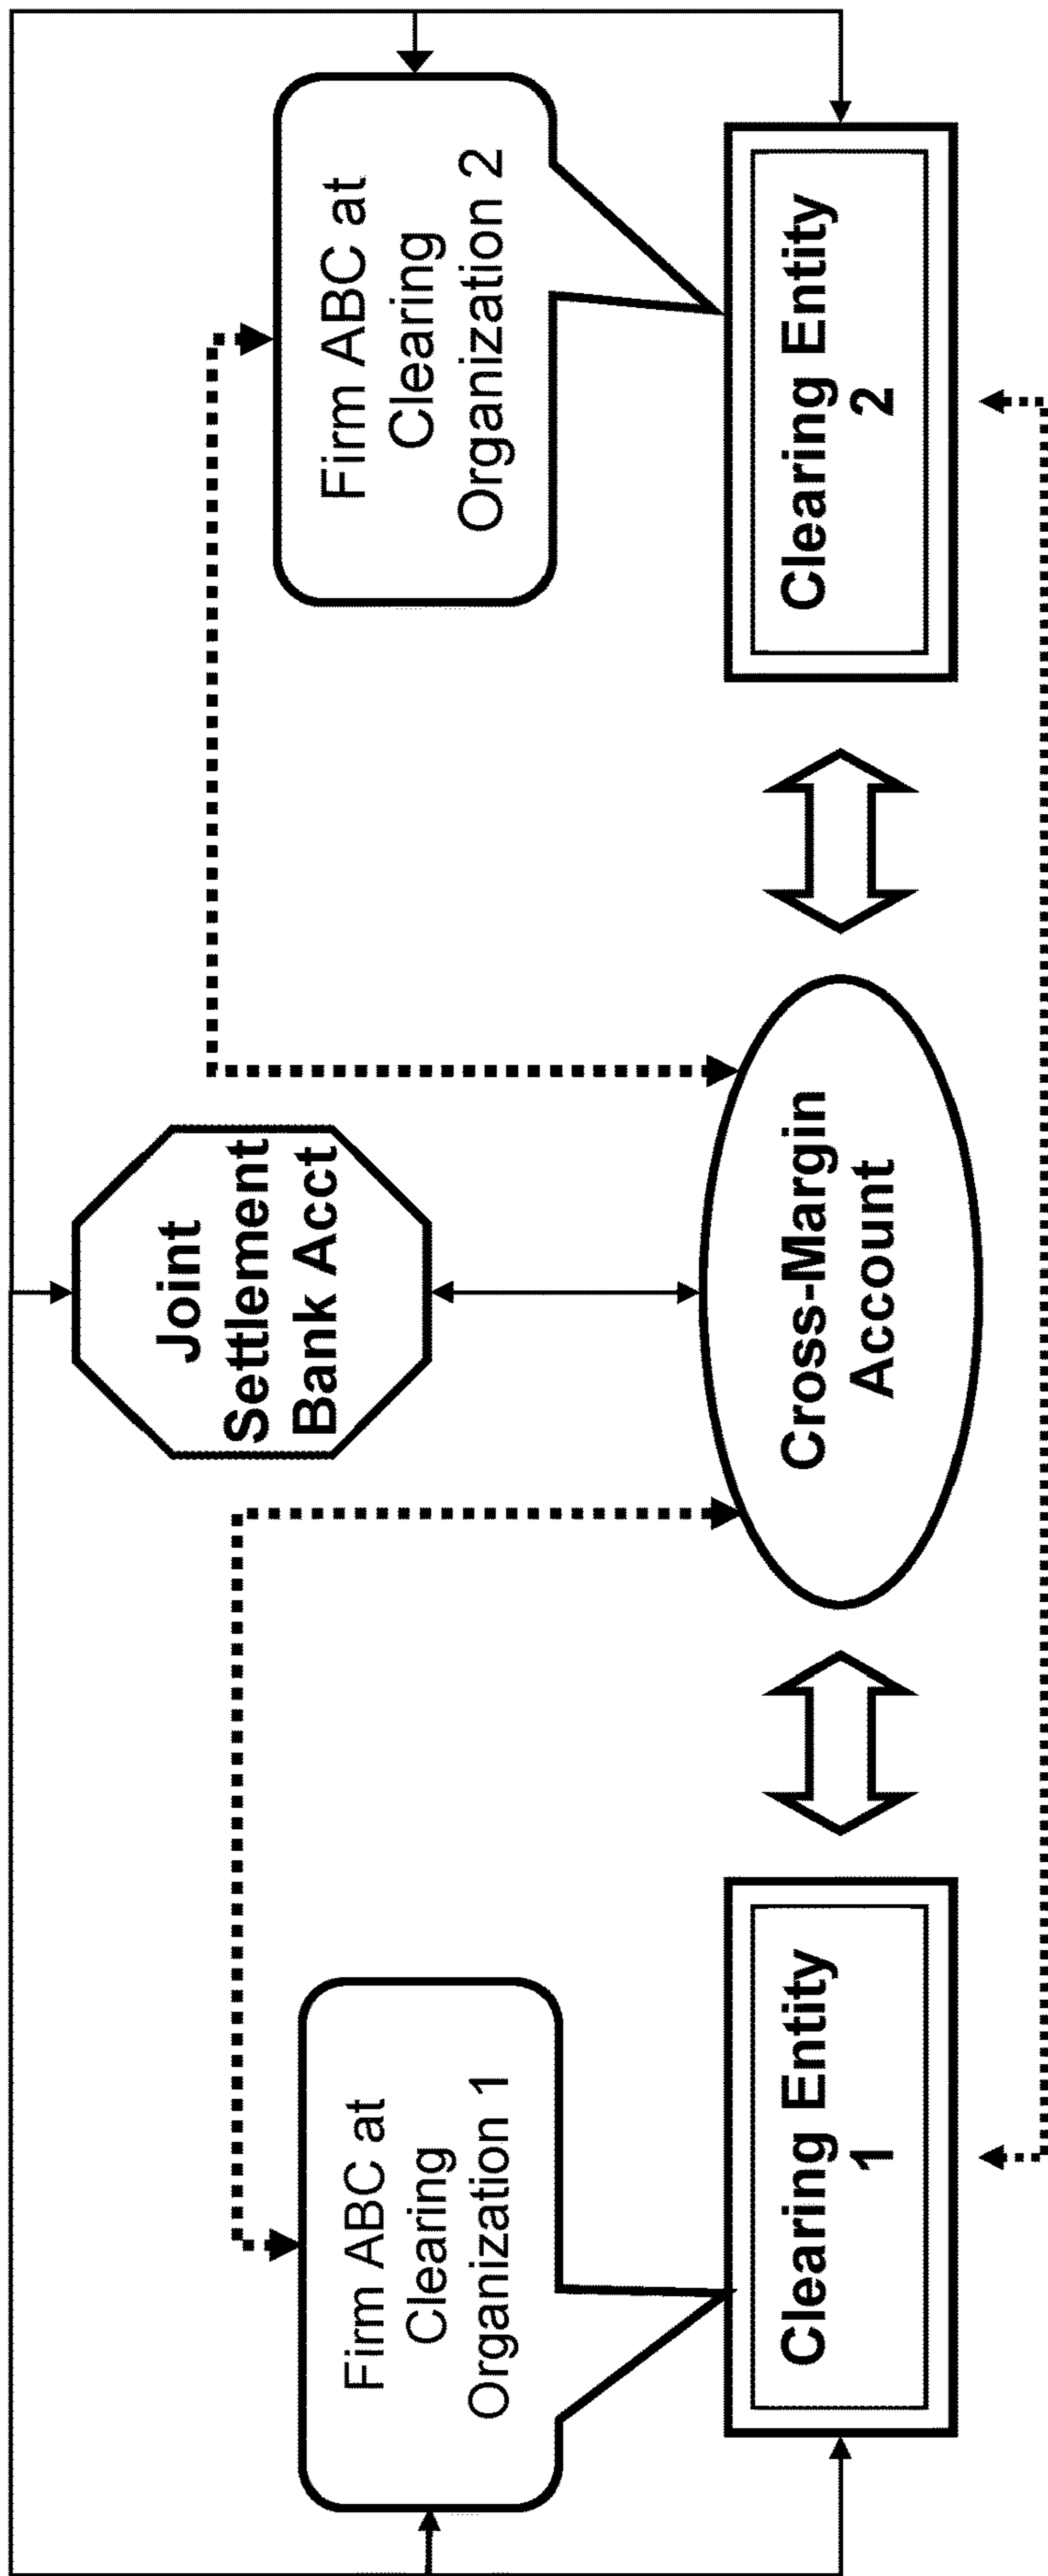 Joint
Settlement
Bank Acct
Firm ABC at
Clearing
Organization 1
Firm ABC at
Clearing
Organization 2
Clearing Entity
1
Cross-Margin
Account
Clearing Entity
2